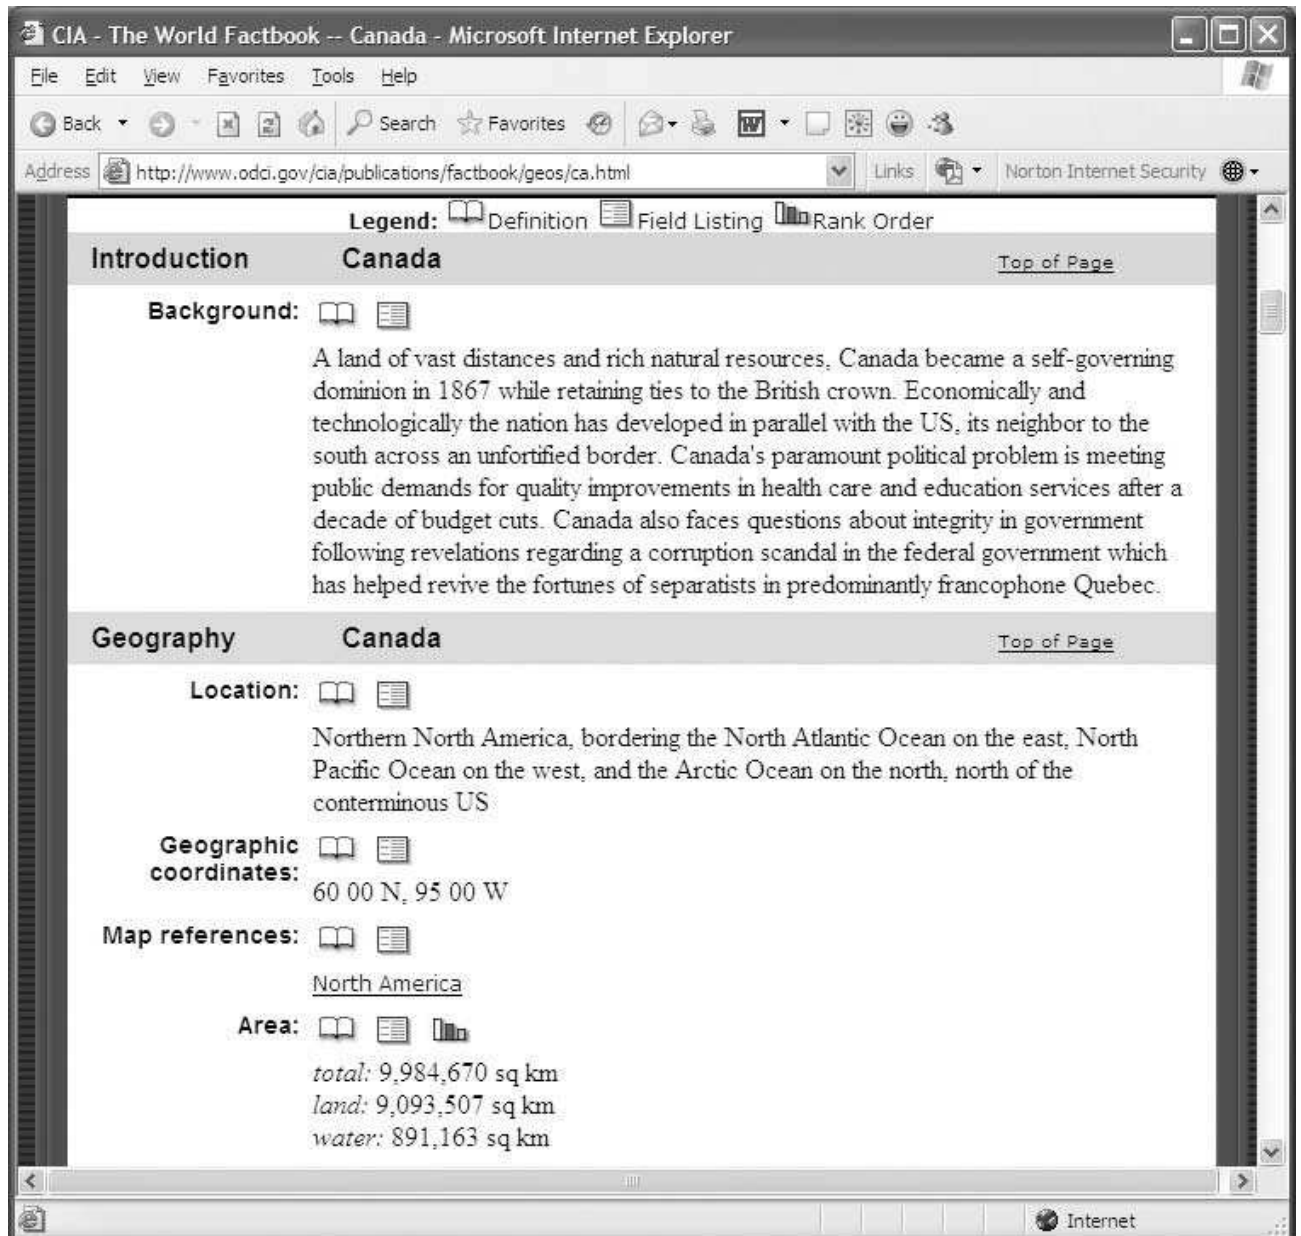 CIA - The World Factbook -- Canada - Microsoft Internet Explorer
File Edit View Favorites Tools Help
Back Search Favorites
Address http://www.odci.gov/cia/publications/factbook/geos/ca.html Links Norton Internet Security
Legend: Definition Field Listing Rank Order
Introduction Canada Top of Page
Background:
A land of vast distances and rich natural resources, Canada became a self-governing
dominion in 1867 while retaining ties to the British crown. Economically and
technologically the nation has developed in parallel with the US, its neighbor to the
south across an unfortified border. Canada's paramount political problem is meeting
public demands for quality improvements in health care and education services after a
decade of budget cuts. Canada also faces questions about integrity in government
following revelations regarding a corruption scandal in the federal government which
has helped revive the fortunes of separatists in predominantly francophone Quebec.
Geography Canada Top of Page
Location:
Northern North America, bordering the North Atlantic Ocean on the east, North
Pacific Ocean on the west, and the Arctic Ocean on the north, north of the
conterminous US
Geographic
coordinates:
60 00 N, 95 00 W
Map references:
North America
Area:
total: 9,984,670 sq km
land: 9,093,507 sq km
water: 891,163 sq km
Internet